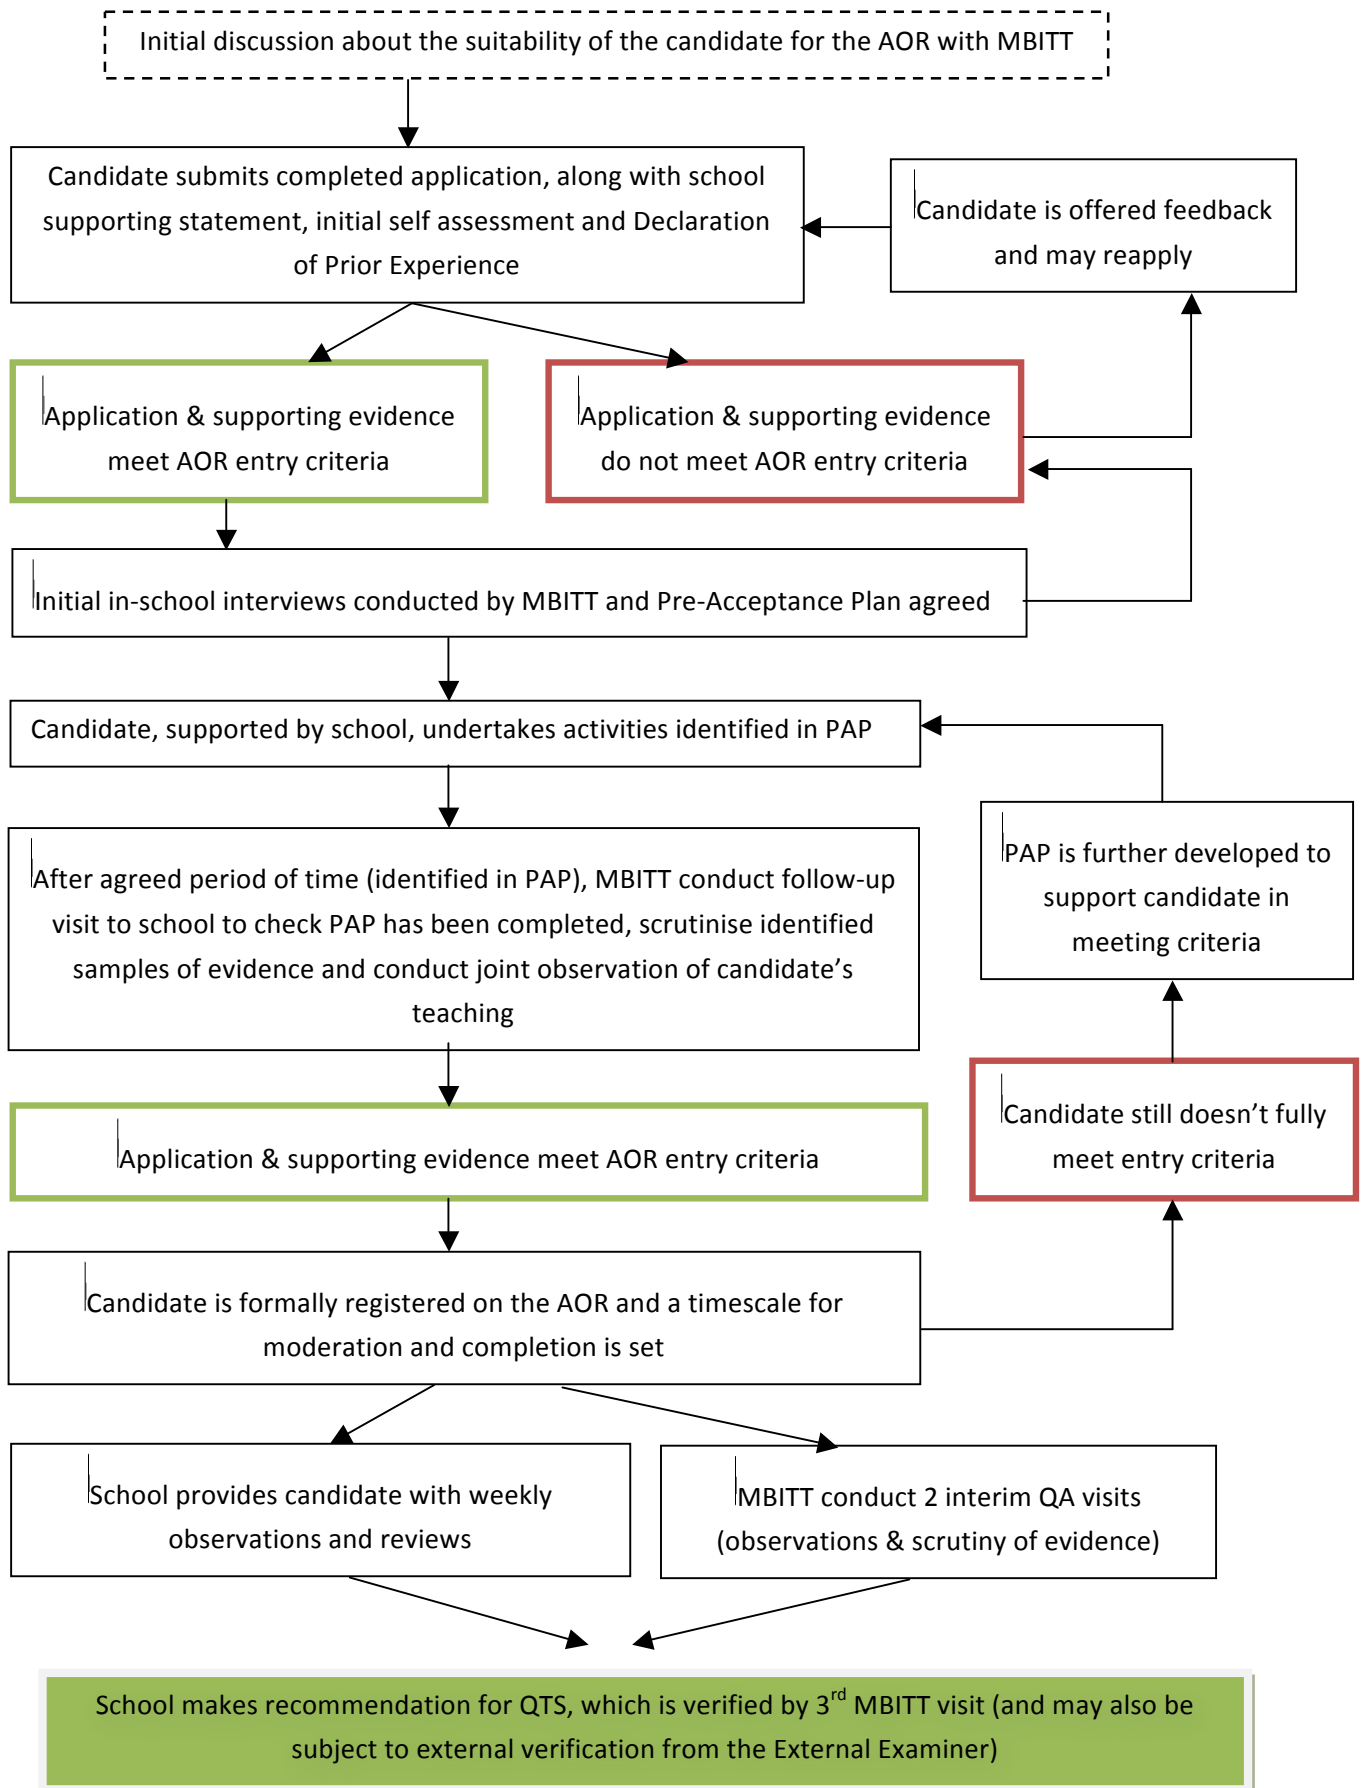 Initial discussion about the suitability of the candidate for the AOR with MBITT
Candidate submits completed application, along with school
supporting statement, initial self assessment and Declaration
of Prior Experience
Candidate is offered feedback
and may reapply
Application & supporting evidence
meet AOR entry criteria
Application & supporting evidence
do not meet AOR entry criteria
Initial in-school interviews conducted by MBITT and Pre-Acceptance Plan agreed
Candidate, supported by school, undertakes activities identified in PAP
After agreed period of time (identified in PAP), MBITT conduct follow-up
visit to school to check PAP has been completed, scrutinise identified
samples of evidence and conduct joint observation of candidate’s
teaching
PAP is further developed to
support candidate in
meeting criteria
Application & supporting evidence meet AOR entry criteria
Candidate still doesn’t fully
meet entry criteria
Candidate is formally registered on the AOR and a timescale for
moderation and completion is set
School provides candidate with weekly
observations and reviews
MBITT conduct 2 interim QA visits
(observations & scrutiny of evidence)
School makes recommendation for QTS, which is verified by 3rd MBITT visit (and may also be
subject to external verification from the External Examiner)